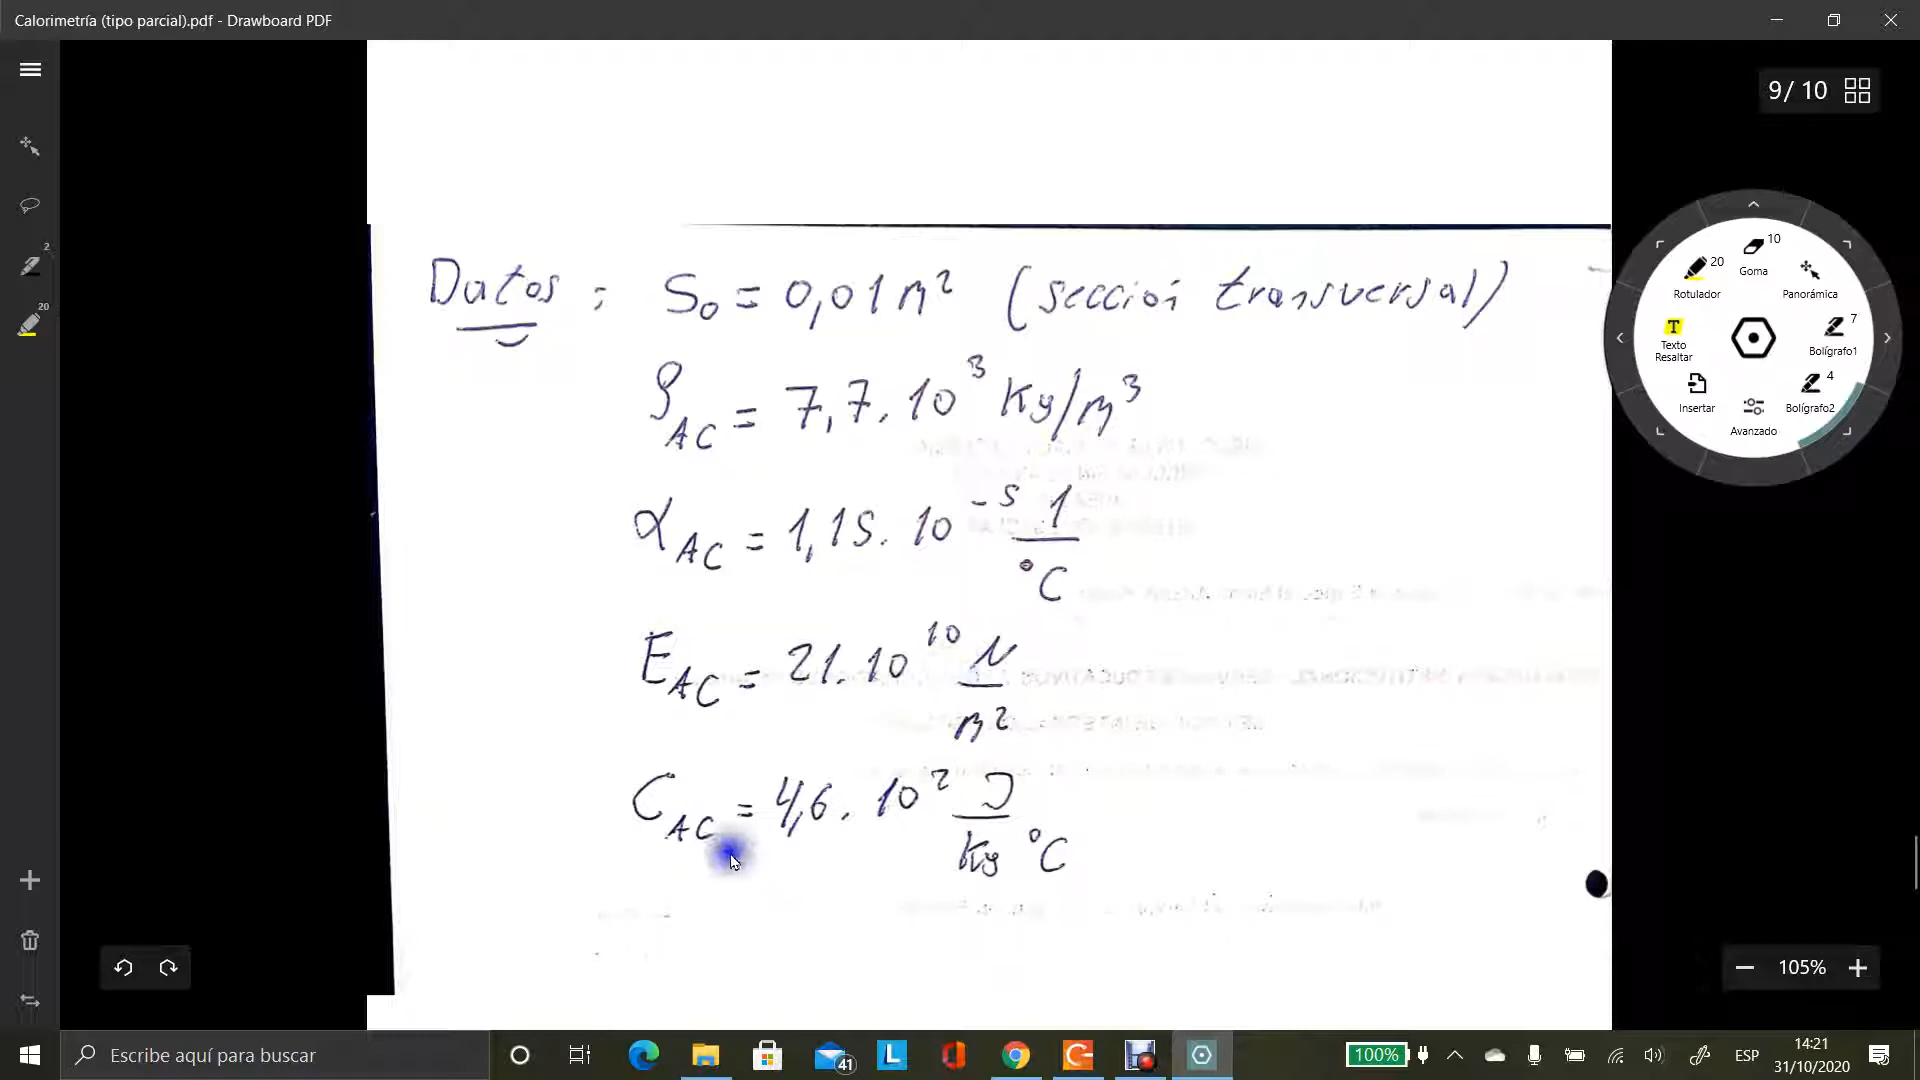 Calorimetría (tipo parcial).pdf - Drawboard PDF
9/ 10
2
20
10
Goma
20
Rotulador
Panorámica
T
Texto
Resaltar
7
Bolígrafo1
Insertar
4
Bolígrafo2
Avanzado
Datos : S₀ = 0,01 m² (sección transversal)
ρ_AC = 7,7 . 10³ Kg/m³
α_AC = 1,15 . 10⁻⁵ 1/°C
E_AC = 21 . 10¹⁰ N/m²
C_AC = 4,6 . 10² J/Kg °C
105%
Escribe aquí para buscar
41
L
100%
ESP
14:21
31/10/2020